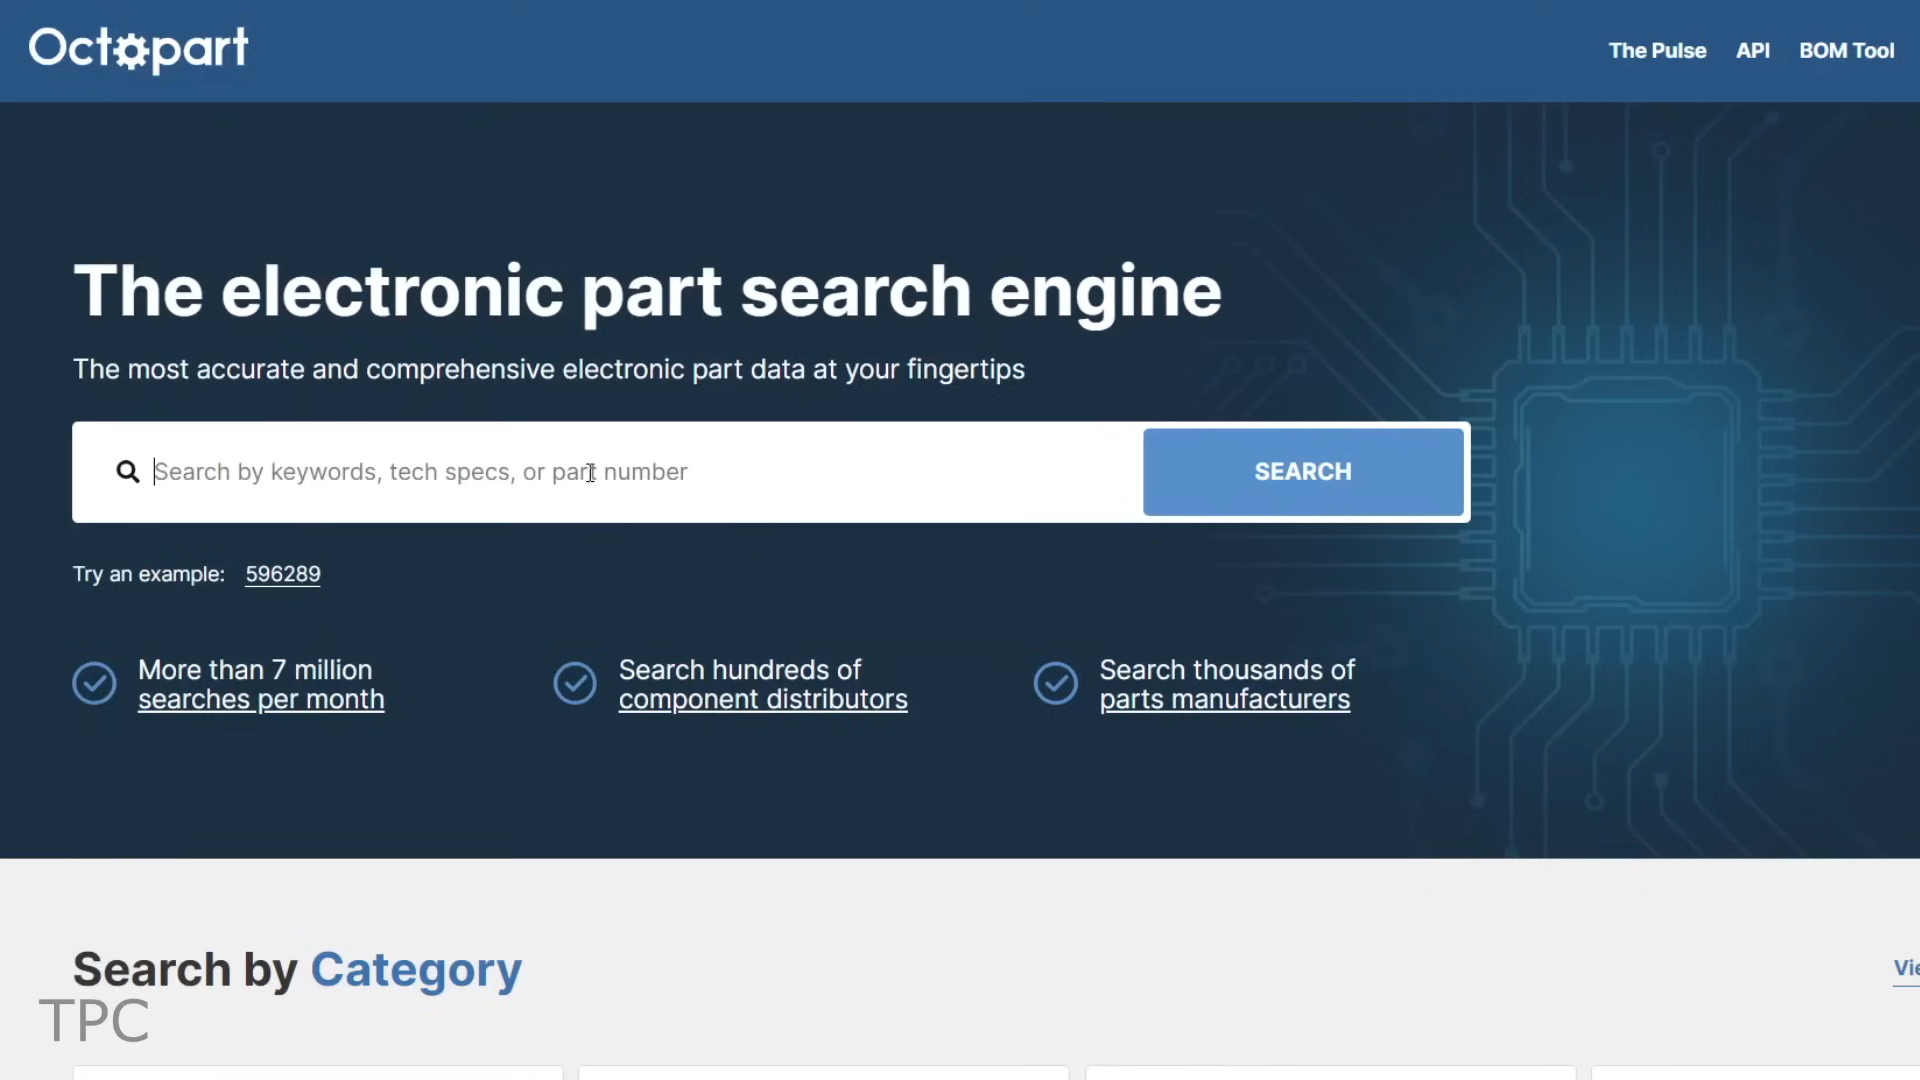 Octopart
The Pulse API BOM Tool
The electronic part search engine
The most accurate and comprehensive electronic part data at your fingertips
Search by keywords, tech specs, or part number
SEARCH
Try an example: 596289
More than 7 million
searches per month
Search hundreds of
component distributors
Search thousands of
parts manufacturers
Search by Category
TPC